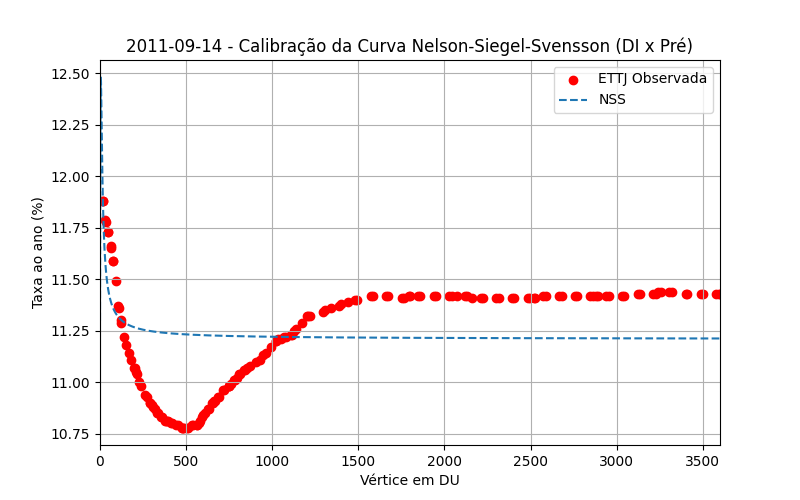 2011-09-14 - Calibração da Curva Nelson-Siegel-Svensson (DI x Pré)
ETTJ Observada
NSS
Taxa ao ano (%)
12.50
12.25
12.00
11.75
11.50
11.25
11.00
10.75
0 500 1000 1500 2000 2500 3000 3500
Vértice em DU